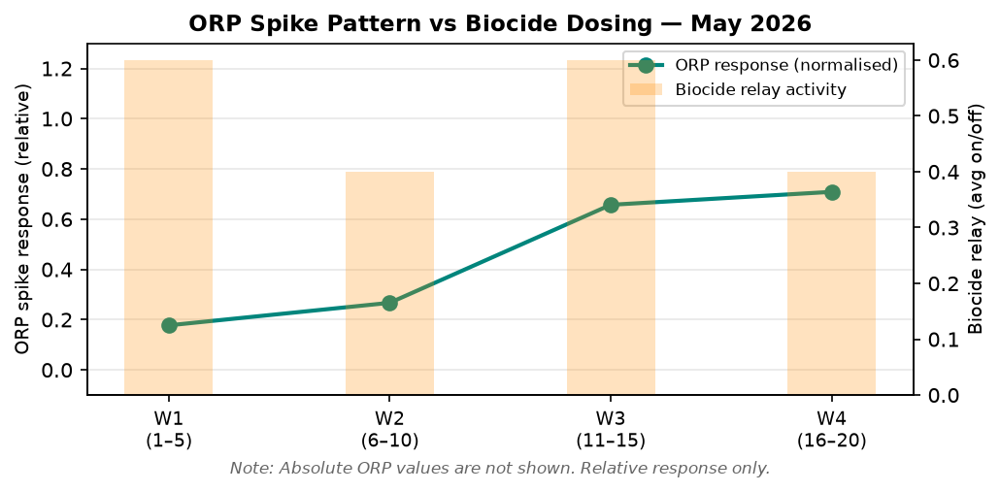 ORP Spike Pattern vs Biocide Dosing — May 2026
ORP spike response (relative)
1.2
1.0
0.8
0.6
0.4
0.2
0.0
ORP response (normalised)
Biocide relay activity
0.6
0.5
0.4
0.3
0.2
0.1
0.0
Biocide relay (avg on/off)
W1 W2 W3 W4
(1–5) (6–10) (11–15) (16–20)
Note: Absolute ORP values are not shown. Relative response only.